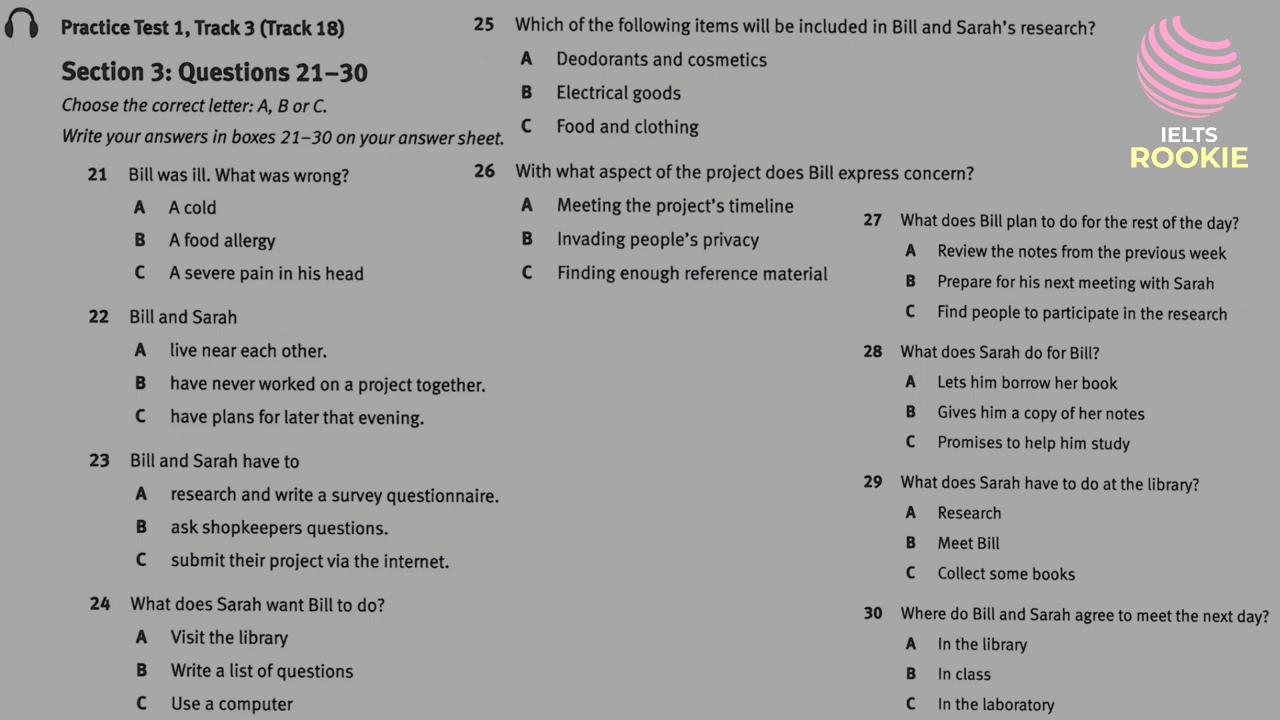 Practice Test 1, Track 3 (Track 18)
Section 3: Questions 21–30
Choose the correct letter: A, B or C.
Write your answers in boxes 21–30 on your answer sheet.
21 Bill was ill. What was wrong?
A A cold
B A food allergy
C A severe pain in his head
22 Bill and Sarah
A live near each other.
B have never worked on a project together.
C have plans for later that evening.
23 Bill and Sarah have to
A research and write a survey questionnaire.
B ask shopkeepers questions.
C submit their project via the internet.
24 What does Sarah want Bill to do?
A Visit the library
B Write a list of questions
C Use a computer
25 Which of the following items will be included in Bill and Sarah’s research?
A Deodorants and cosmetics
B Electrical goods
C Food and clothing
26 With what aspect of the project does Bill express concern?
A Meeting the project’s timeline
B Invading people’s privacy
C Finding enough reference material
IELTS
ROOKIE
27 What does Bill plan to do for the rest of the day?
A Review the notes from the previous week
B Prepare for his next meeting with Sarah
C Find people to participate in the research
28 What does Sarah do for Bill?
A Lets him borrow her book
B Gives him a copy of her notes
C Promises to help him study
29 What does Sarah have to do at the library?
A Research
B Meet Bill
C Collect some books
30 Where do Bill and Sarah agree to meet the next day?
A In the library
B In class
C In the laboratory